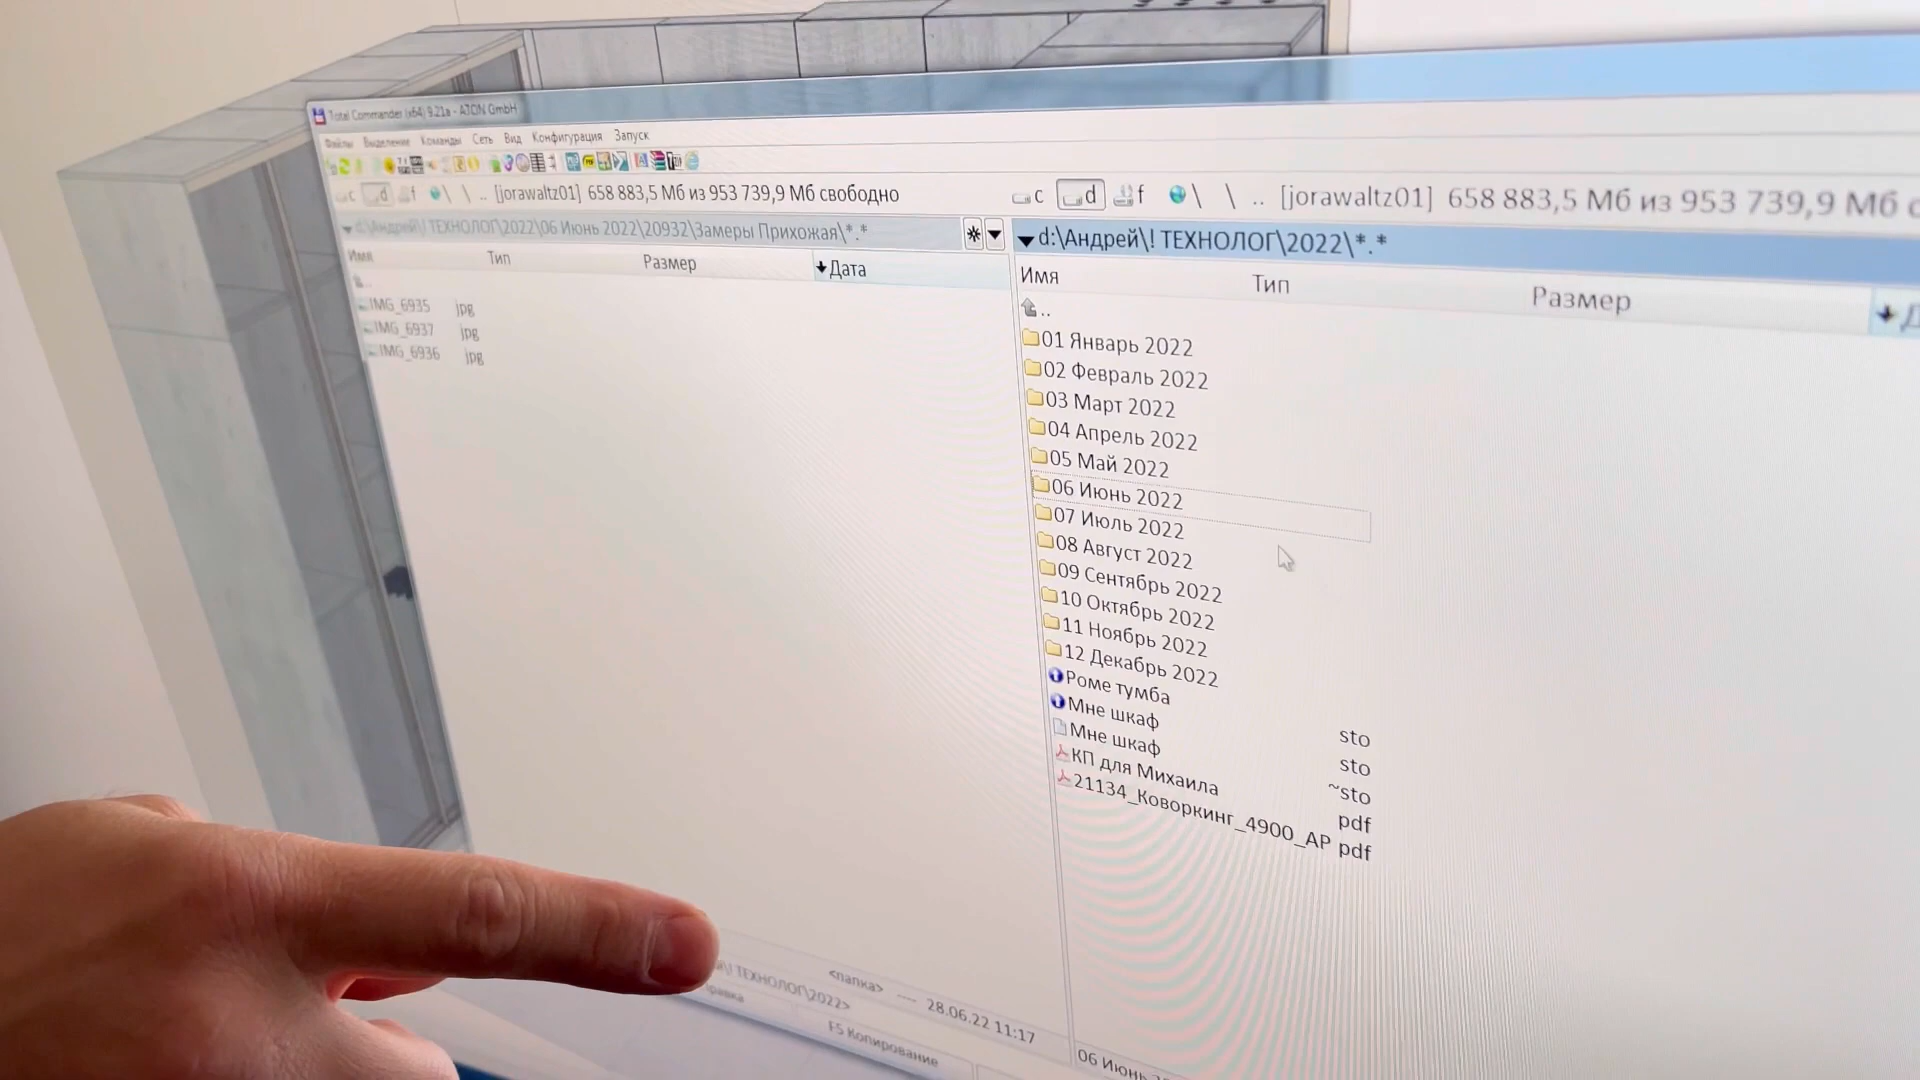 Total Commander (x64) 9.21a - AJON GmbH
Файлы Выделение Команды Сеть Вид Конфигурация Запуск
c d f \ \ .. [jorawaltz01] 658 883,5 Мб из 953 739,9 Мб свободно
d:\Андрей\! ТЕХНОЛОГ\2022\06 Июнь 2022\20932\Замеры Прихожая\*.*
Имя Тип Размер Дата
IMG_6935 jpg
IMG_6937 jpg
IMG_6936 jpg
й\! ТЕХНОЛОГ\2022>
<папка> ---- 28.06.22 11:17
F5 Копирование
c d f \ \ .. [jorawaltz01] 658 883,5 Мб из 953 739,9 Мб с
d:\Андрей\! ТЕХНОЛОГ\2022\*.*
Имя Тип Размер Д
..
01 Январь 2022
02 Февраль 2022
03 Март 2022
04 Апрель 2022
05 Май 2022
06 Июнь 2022
07 Июль 2022
08 Август 2022
09 Сентябрь 2022
10 Октябрь 2022
11 Ноябрь 2022
12 Декабрь 2022
Роме тумба sto
Мне шкаф sto
Мне шкаф ~sto
КП для Михаила pdf
21134_Коворкинг_4900_АР pdf
06 Июнь